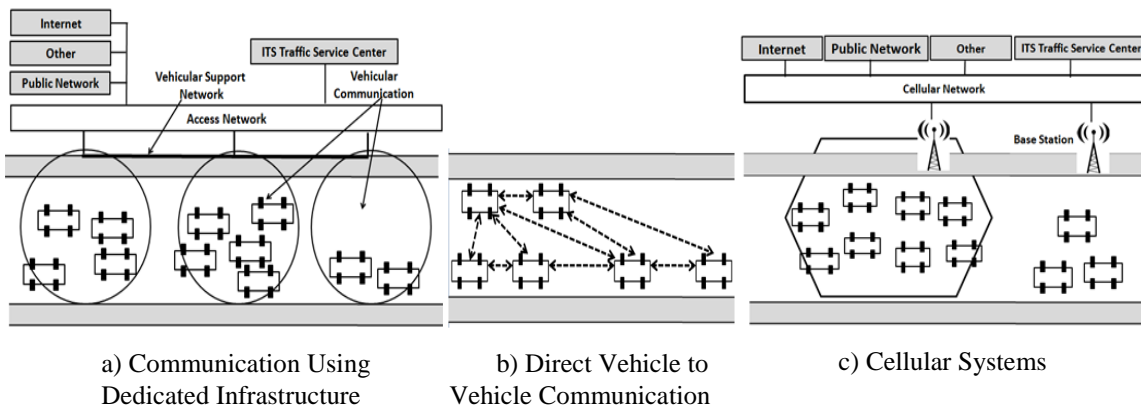 Internet
Other
Public Network
Vehicular Support
Network
ITS Traffic Service Center
Vehicular
Communication
Access Network
Internet
Public Network
Other
ITS Traffic Service Center
Cellular Network
Base Station
a) Communication Using
Dedicated Infrastructure
b) Direct Vehicle to
Vehicle Communication
c) Cellular Systems